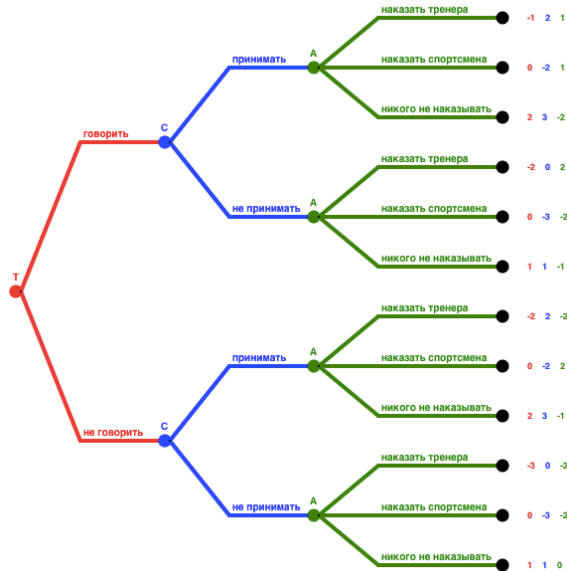 наказать тренера -1 2 1
А
принимать наказать спортсмена 0 -2 1
никого не наказывать 2 3 -2
С
говорить
наказать тренера -2 0 2
А
не принимать наказать спортсмена 0 -3 -2
никого не наказывать 1 1 -1
Т
наказать тренера -2 2 -2
А
принимать наказать спортсмена 0 -2 2
никого не наказывать 2 3 -1
С
не говорить
наказать тренера -3 0 -2
А
не принимать наказать спортсмена 0 -3 -2
никого не наказывать 1 1 0